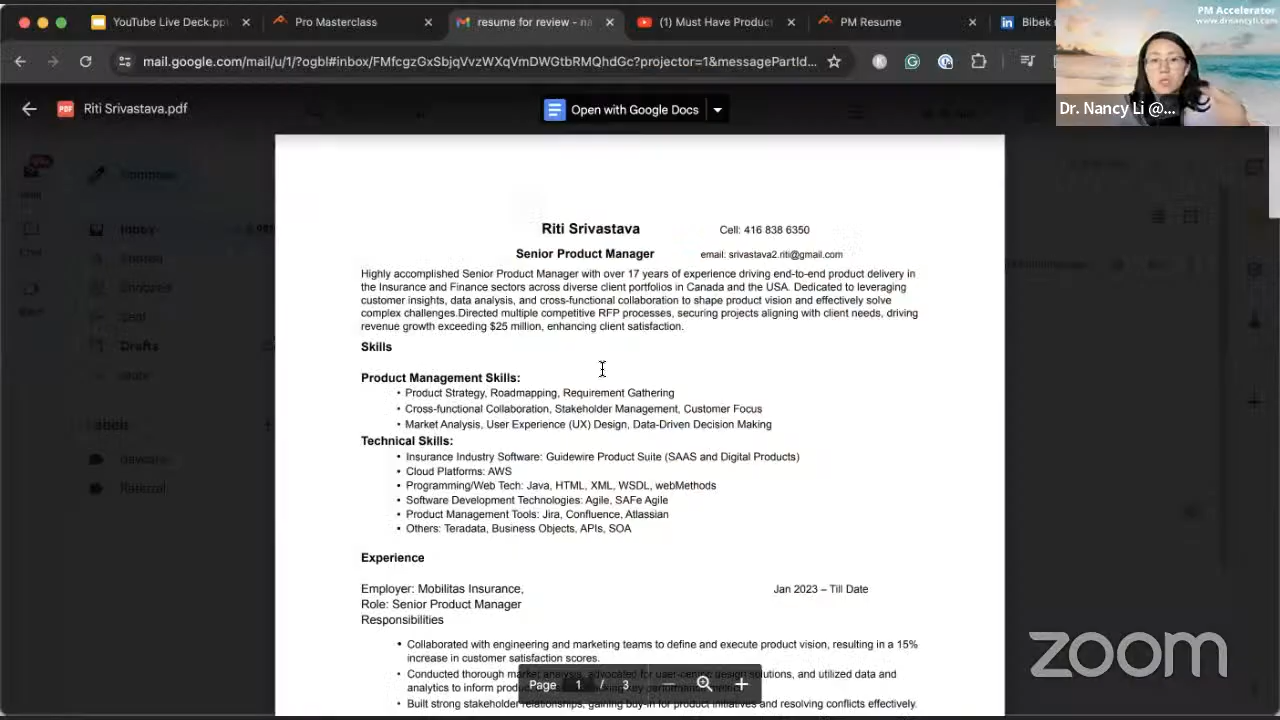 YouTube Live Deck.pp
Pro Masterclass
resume for review - na
(1) Must Have Product
PM Resume
Bibek
PM Accelerator
www.drnancyli.com
mail.google.com/mail/u/1/?ogbl#inbox/FMfcgzGxSbjqVvzWXqVmDWGtbRMQhdGc?projector=1&messagePartId...
Riti Srivastava.pdf
Open with Google Docs
Dr. Nancy Li @...
Compose
Inbox
Drafts
Riti Srivastava
Cell: 416 838 6350
Senior Product Manager
email: srivastava2.riti@gmail.com
Highly accomplished Senior Product Manager with over 17 years of experience driving end-to-end product delivery in
the Insurance and Finance sectors across diverse client portfolios in Canada and the USA. Dedicated to leveraging
customer insights, data analysis, and cross-functional collaboration to shape product vision and effectively solve
complex challenges.Directed multiple competitive RFP processes, securing projects aligning with client needs, driving
revenue growth exceeding $25 million, enhancing client satisfaction.
Skills
Product Management Skills:
• Product Strategy, Roadmapping, Requirement Gathering
• Cross-functional Collaboration, Stakeholder Management, Customer Focus
• Market Analysis, User Experience (UX) Design, Data-Driven Decision Making
Technical Skills:
• Insurance Industry Software: Guidewire Product Suite (SAAS and Digital Products)
• Cloud Platforms: AWS
• Programming/Web Tech: Java, HTML, XML, WSDL, webMethods
• Software Development Technologies: Agile, SAFe Agile
• Product Management Tools: Jira, Confluence, Atlassian
• Others: Teradata, Business Objects, APIs, SOA
Experience
Employer: Mobilitas Insurance,
Jan 2023 – Till Date
Role: Senior Product Manager
Responsibilities
• Collaborated with engineering and marketing teams to define and execute product vision, resulting in a 15%
increase in customer satisfaction scores.
• Conducted thorough market analysis, advocated for user-centric design solutions, and utilized data and
analytics to inform
• Built strong stakeholder relationships, gaining buy-in for product initiatives and resolving conflicts effectively.
Page 1 / 3
zoom